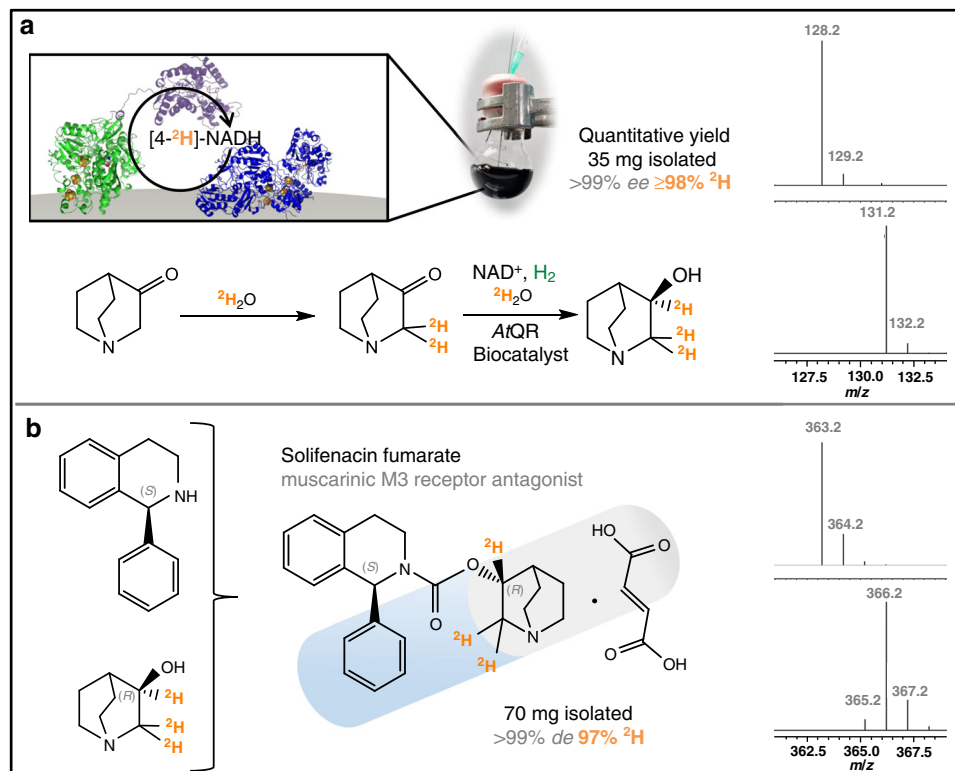 a
[4-²H]-NADH
Quantitative yield
35 mg isolated
>99% ee ≥98% ²H
128.2
129.2
131.2
132.2
127.5 130.0 132.5
m/z
O
N
²H₂O
O
²H
²H
N
NAD⁺, H₂
²H₂O
AtQR
Biocatalyst
OH
²H
²H
²H
N
b
(S)
NH
OH
(R)
²H
²H
²H
N
Solifenacin fumarate
muscarinic M3 receptor antagonist
(S)
N
O
O
²H
(R)
²H
²H
N
HO
O
O
OH
70 mg isolated
>99% de 97% ²H
363.2
364.2
366.2
365.2
367.2
362.5 365.0 367.5
m/z